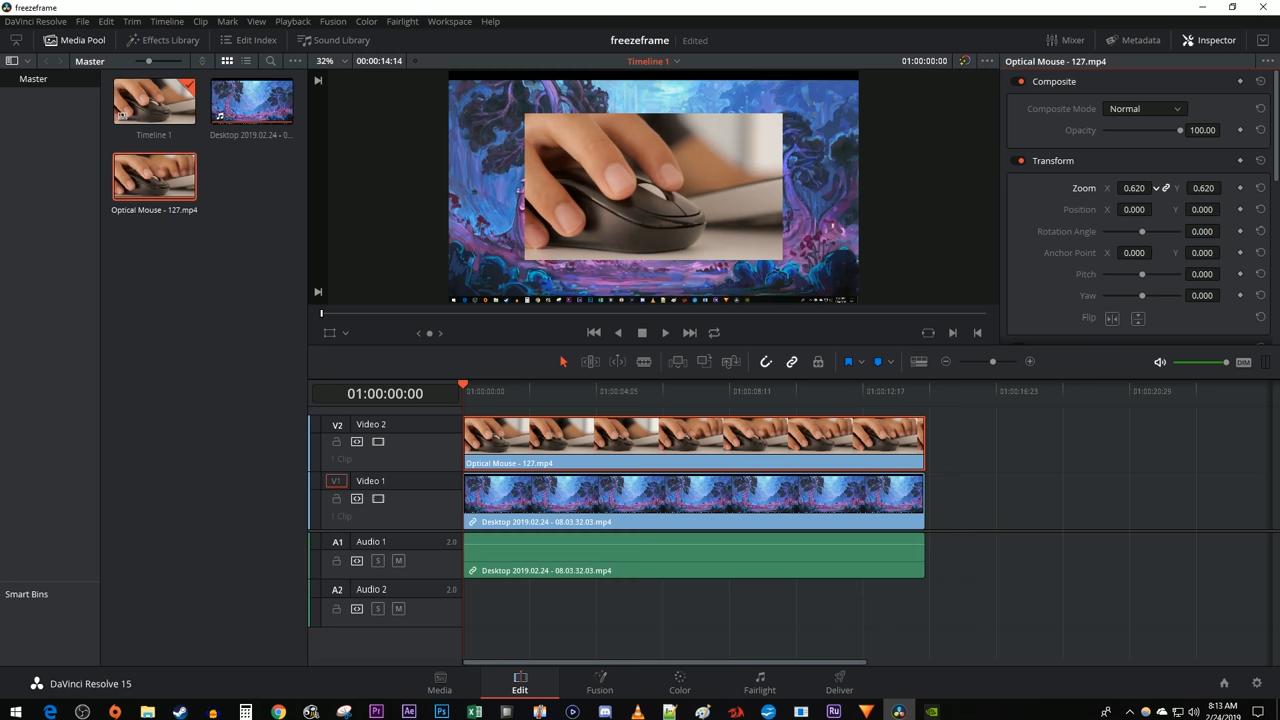 freezeframe
DaVinci Resolve File Edit Trim Timeline Clip Mark View Playback Fusion Color Fairlight Workspace Help
Media Pool Effects Library Edit Index Sound Library freezeframe Edited Mixer Metadata Inspector
Master 32% 00:00:14:14 Timeline 1 01:00:00:00 Optical Mouse - 127.mp4
Master
Timeline 1 Desktop 2019.02.24 - 0...
Optical Mouse - 127.mp4
Composite
Composite Mode Normal
Opacity 100.00
Transform
Zoom X 0.620 Y 0.620
Position X 0.000 Y 0.000
Rotation Angle 0.000
Anchor Point X 0.000 Y 0.000
Pitch 0.000
Yaw 0.000
Flip
DIM
01:00:00:00 01:00:00:00 01:00:04:05 01:00:08:11 01:00:12:17 01:00:16:23 01:00:20:29
V2 Video 2
1 Clip
Optical Mouse - 127.mp4
V1 Video 1
1 Clip
Desktop 2019.02.24 - 08.03.32.03.mp4
A1 Audio 1 2.0
S M
Desktop 2019.02.24 - 08.03.32.03.mp4
A2 Audio 2 2.0
S M
Smart Bins
DaVinci Resolve 15
Media Edit Fusion Color Fairlight Deliver
Pr Ae Ps Ru
8:13 AM
2/24/2019